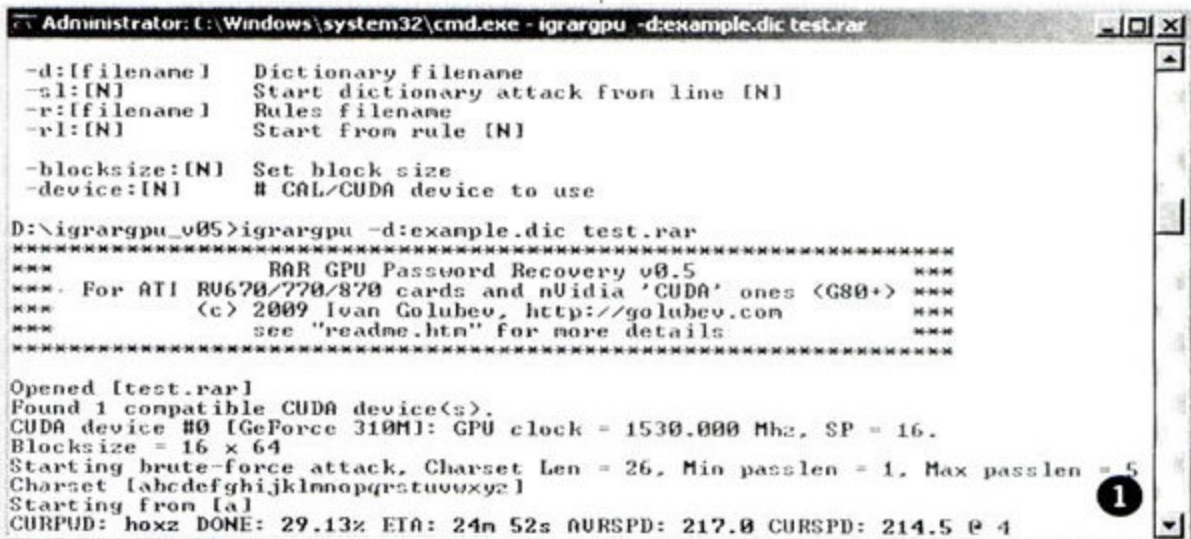 Administrator: C:\Windows\system32\cmd.exe - igrargpu -d:example.dic test.rar
-d:[filename] Dictionary filename
-sl:[N] Start dictionary attack from line [N]
-r:[filename] Rules filename
-rl:[N] Start from rule [N]
-blocksize:[N] Set block size
-device:[N] # CAL/CUDA device to use
D:\igrargpu_v05>igrargpu -d:example.dic test.rar
*******************************************************************
*** RAR GPU Password Recovery v0.5 ***
*** For ATI RV670/770/870 cards and nVidia 'CUDA' ones (G80+) ***
*** (c) 2009 Ivan Golubev, http://golubev.com ***
*** see "readme.htm" for more details ***
*******************************************************************
Opened [test.rar]
Found 1 compatible CUDA device(s).
CUDA device #0 [GeForce 310M]: GPU clock = 1530.000 Mhz, SP = 16.
Blocksize = 16 x 64
Starting brute-force attack, Charset Len = 26, Min passlen = 1, Max passlen = 5
Charset [abcdefghijklmnopqrstuvwxyz]
Starting from [a]
CURPWD: hoxz DONE: 29.13% ETA: 24m 52s AVRSPD: 217.0 CURSPD: 214.5 @ 4
1